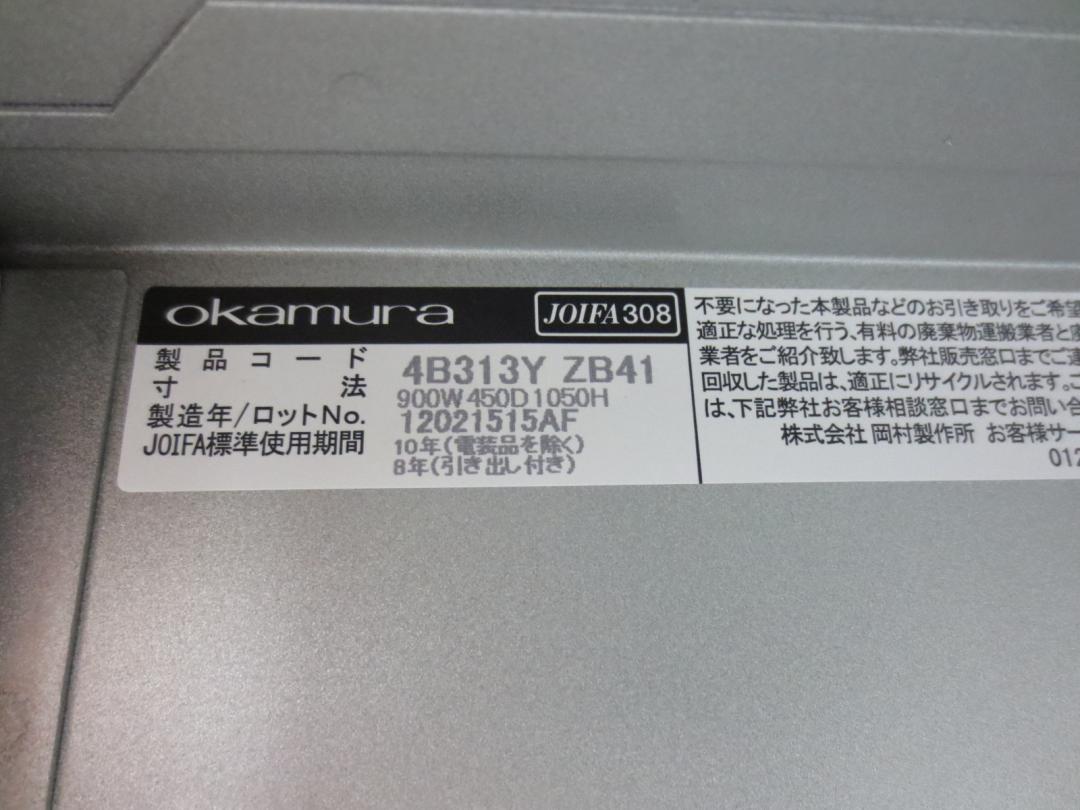 okamura
JOIFA308
製品コード 4B313Y ZB41
寸法 900W450D1050H
製造年/ロットNo. 12021515AF
JOIFA標準使用期間 10年(電装品を除く)
8年(引き出し付き)
不要になった本製品などのお引き取りをご希望
適正な処理を行う、有料の廃棄物運搬業者と廃
業者をご紹介致します。弊社販売窓口までご連
回収した製品は、適正にリサイクルされます。こ
は、下記弊社お客様相談窓口までお問い合
株式会社 岡村製作所 お客様サー
012